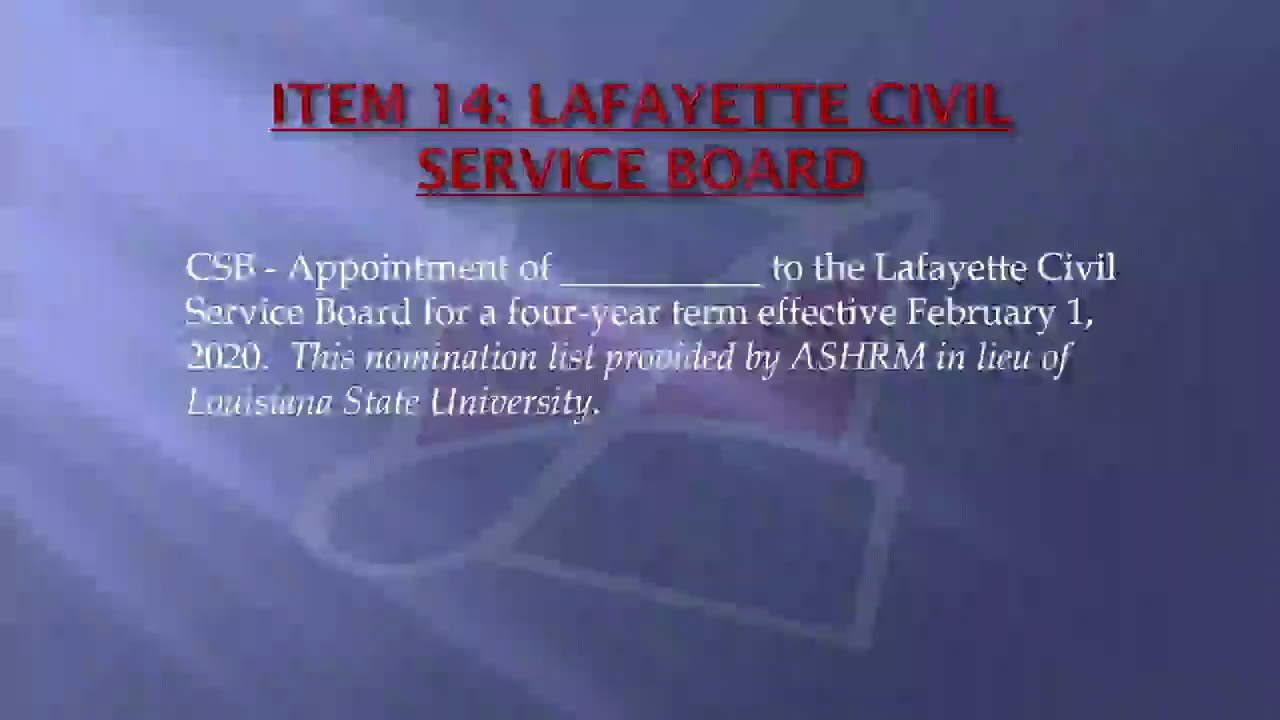 ITEM 14: LAFAYETTE CIVIL
SERVICE BOARD
CSB - Appointment of ___________ to the Lafayette Civil
Service Board for a four-year term effective February 1,
2020. This nomination list provided by ASHRM in lieu of
Louisiana State University.